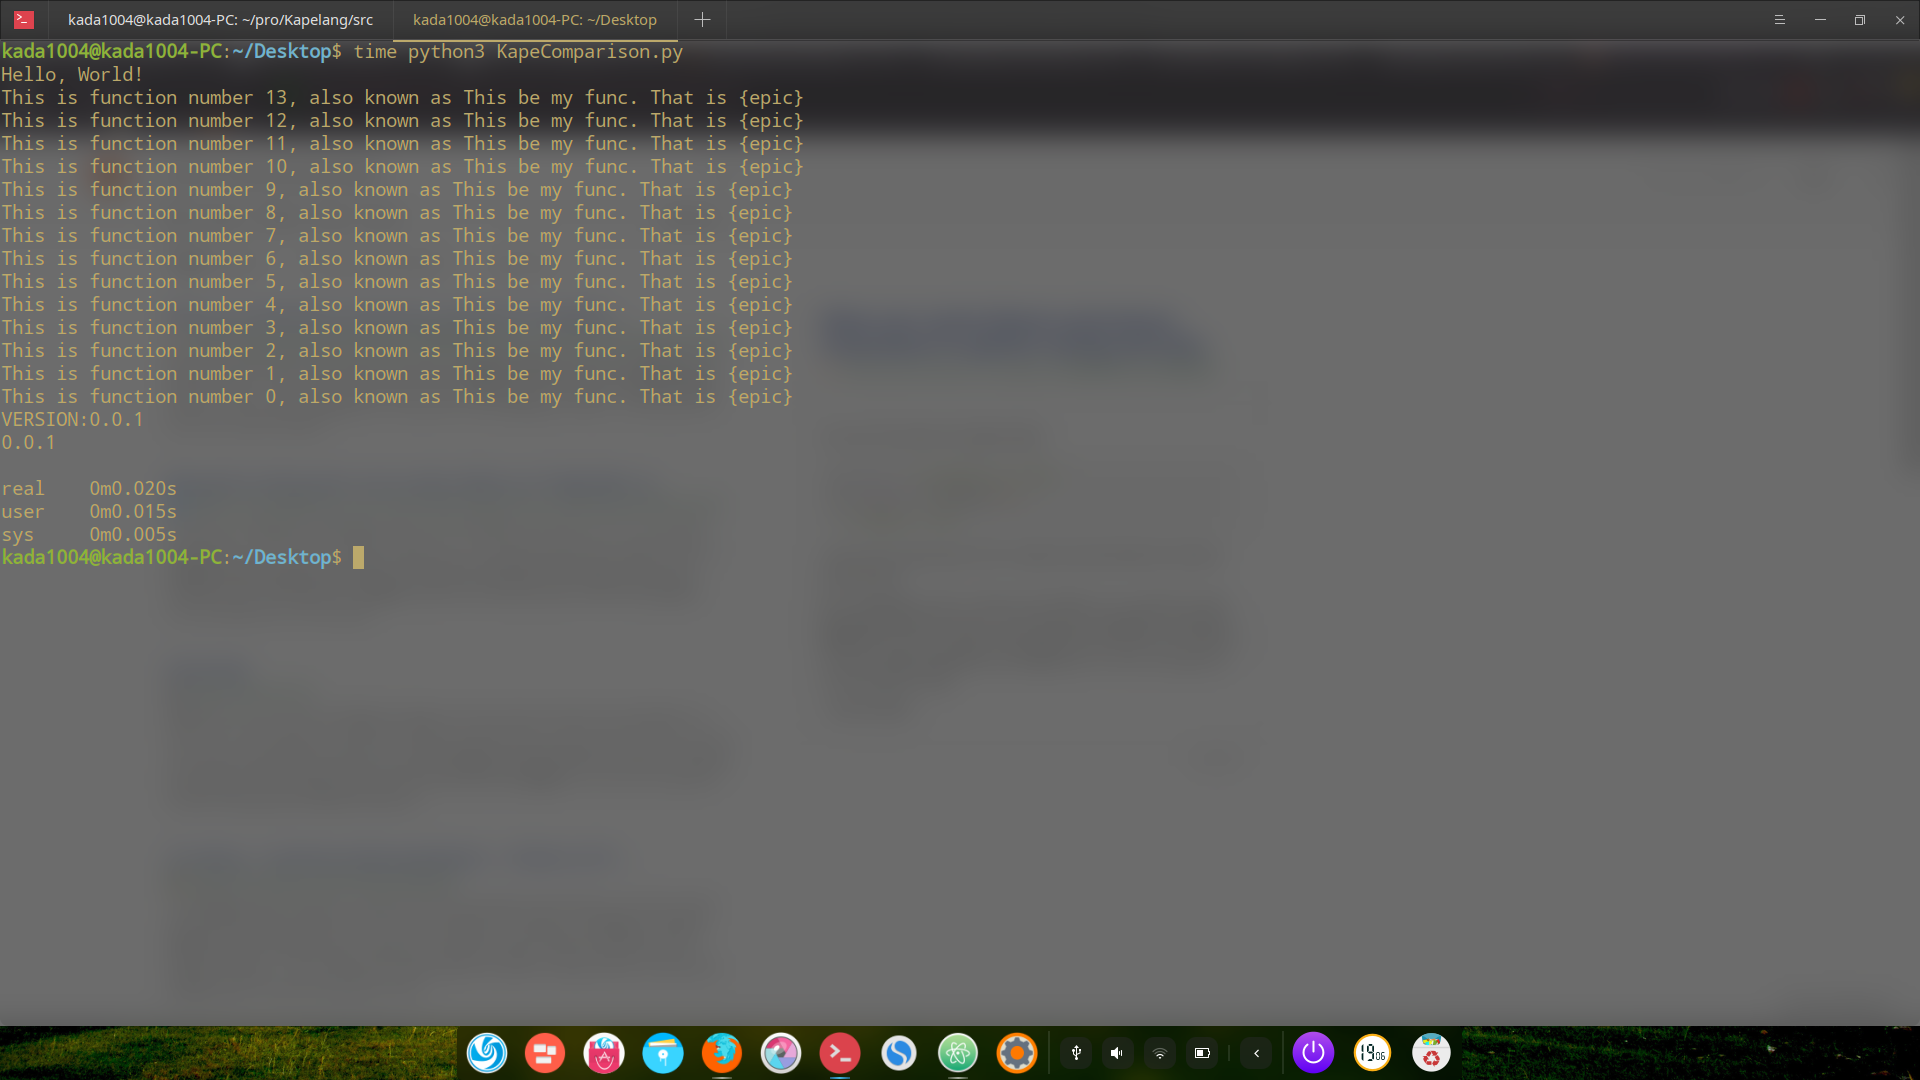 kada1004@kada1004-PC: ~/pro/Kapelang/src
kada1004@kada1004-PC: ~/Desktop
kada1004@kada1004-PC:~/Desktop$ time python3 KapeComparison.py
Hello, World!
This is function number 13, also known as This be my func. That is {epic}
This is function number 12, also known as This be my func. That is {epic}
This is function number 11, also known as This be my func. That is {epic}
This is function number 10, also known as This be my func. That is {epic}
This is function number 9, also known as This be my func. That is {epic}
This is function number 8, also known as This be my func. That is {epic}
This is function number 7, also known as This be my func. That is {epic}
This is function number 6, also known as This be my func. That is {epic}
This is function number 5, also known as This be my func. That is {epic}
This is function number 4, also known as This be my func. That is {epic}
This is function number 3, also known as This be my func. That is {epic}
This is function number 2, also known as This be my func. That is {epic}
This is function number 1, also known as This be my func. That is {epic}
This is function number 0, also known as This be my func. That is {epic}
VERSION:0.0.1
0.0.1
real 0m0.020s
user 0m0.015s
sys 0m0.005s
kada1004@kada1004-PC:~/Desktop$
19 06